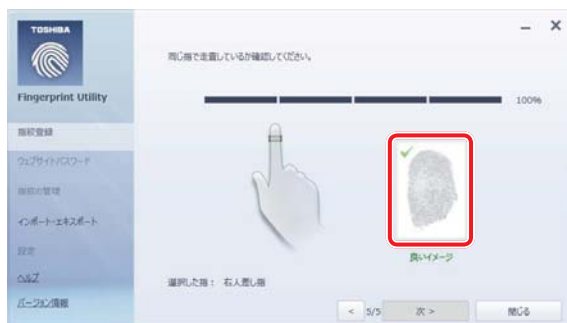 TOSHIBA
Fingerprint Utility
指紋登録
ウェブサイトパスワード
指紋の管理
インポート・エキスポート
設定
ヘルプ
バージョン情報
同じ指で走査しているか確認してください。
100%
良いイメージ
選択した指： 右人差し指
< 5/5 次 > 閉じる